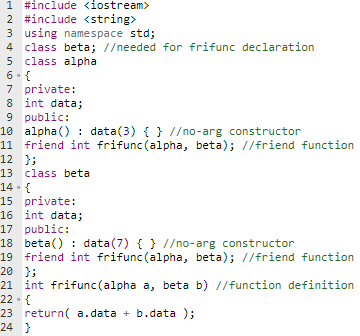 1 #include <iostream>
2 #include <string>
3 using namespace std;
4 class beta; //needed for frifunc declaration
5 class alpha
6 {
7 private:
8 int data;
9 public:
10 alpha() : data(3) { } //no-arg constructor
11 friend int frifunc(alpha, beta); //friend function
12 };
13 class beta
14 {
15 private:
16 int data;
17 public:
18 beta() : data(7) { } //no-arg constructor
19 friend int frifunc(alpha, beta); //friend function
20 };
21 int frifunc(alpha a, beta b) //function definition
22 {
23 return( a.data + b.data );
24 }